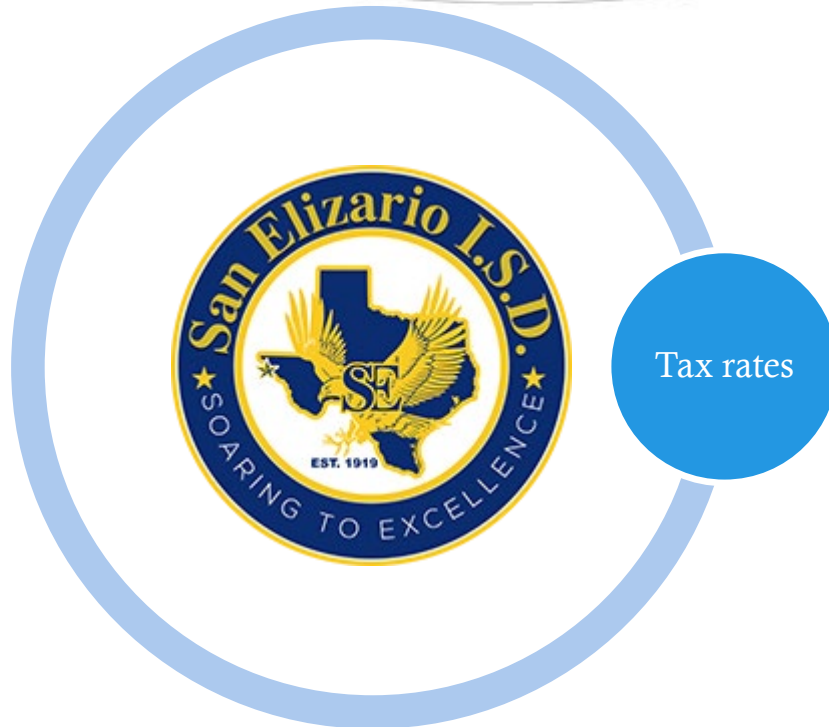 San Elizario I.S.D.
SE
EST. 1919
SOARING TO EXCELLENCE
Tax rates